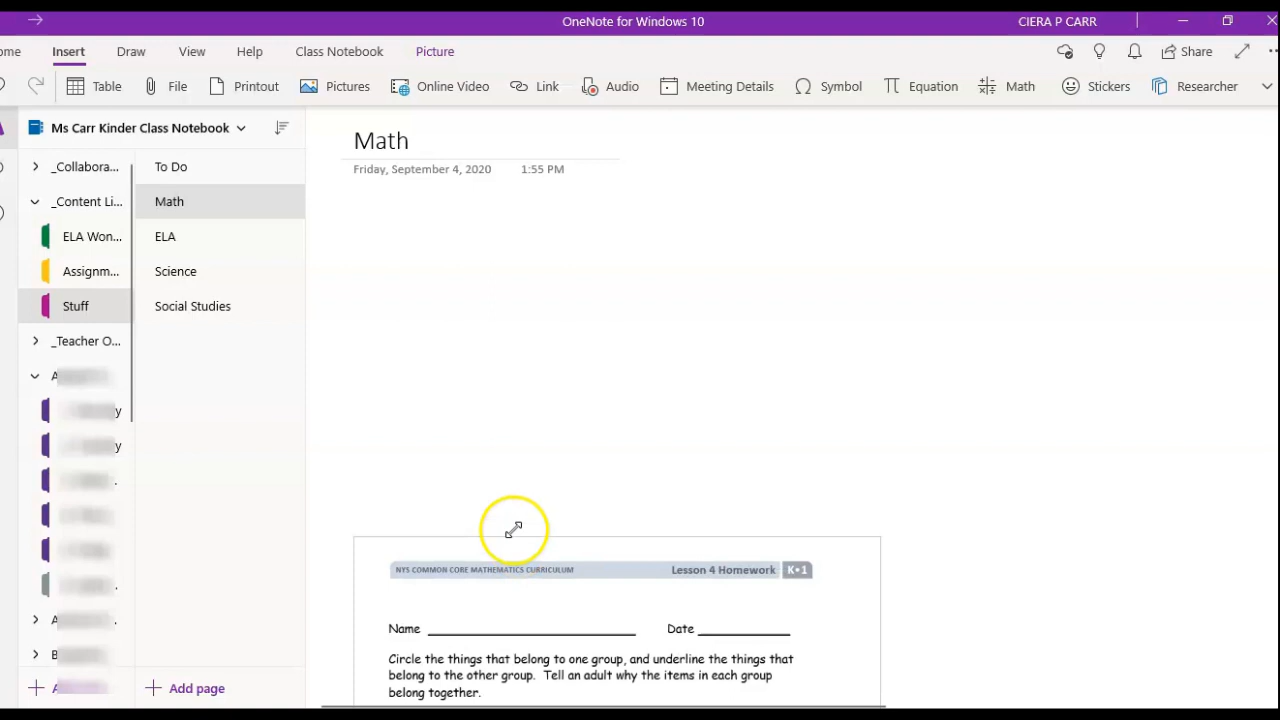 OneNote for Windows 10
CIERA P CARR
ome Insert Draw View Help Class Notebook Picture
Share
Table File Printout Pictures Online Video Link Audio Meeting Details Symbol Equation Math Stickers Researcher
Ms Carr Kinder Class Notebook
_Collabora...
_Content Li...
ELA Won...
Assignm...
Stuff
_Teacher O...
A
y
y
A
B
To Do
Math
ELA
Science
Social Studies
Add page
Math
Friday, September 4, 2020 1:55 PM
NYS COMMON CORE MATHEMATICS CURRICULUM Lesson 4 Homework K•1
Name Date
Circle the things that belong to one group, and underline the things that
belong to the other group. Tell an adult why the items in each group
belong together.